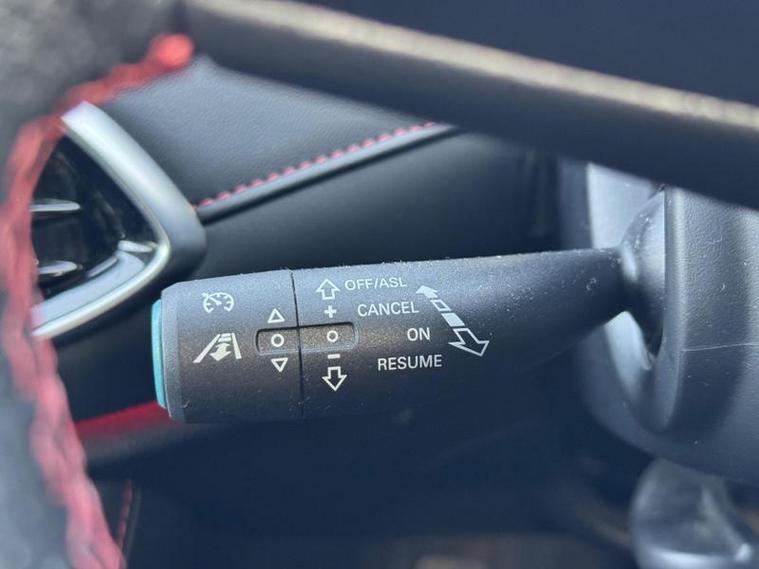 OFF/ASL
+ CANCEL
ON
− RESUME